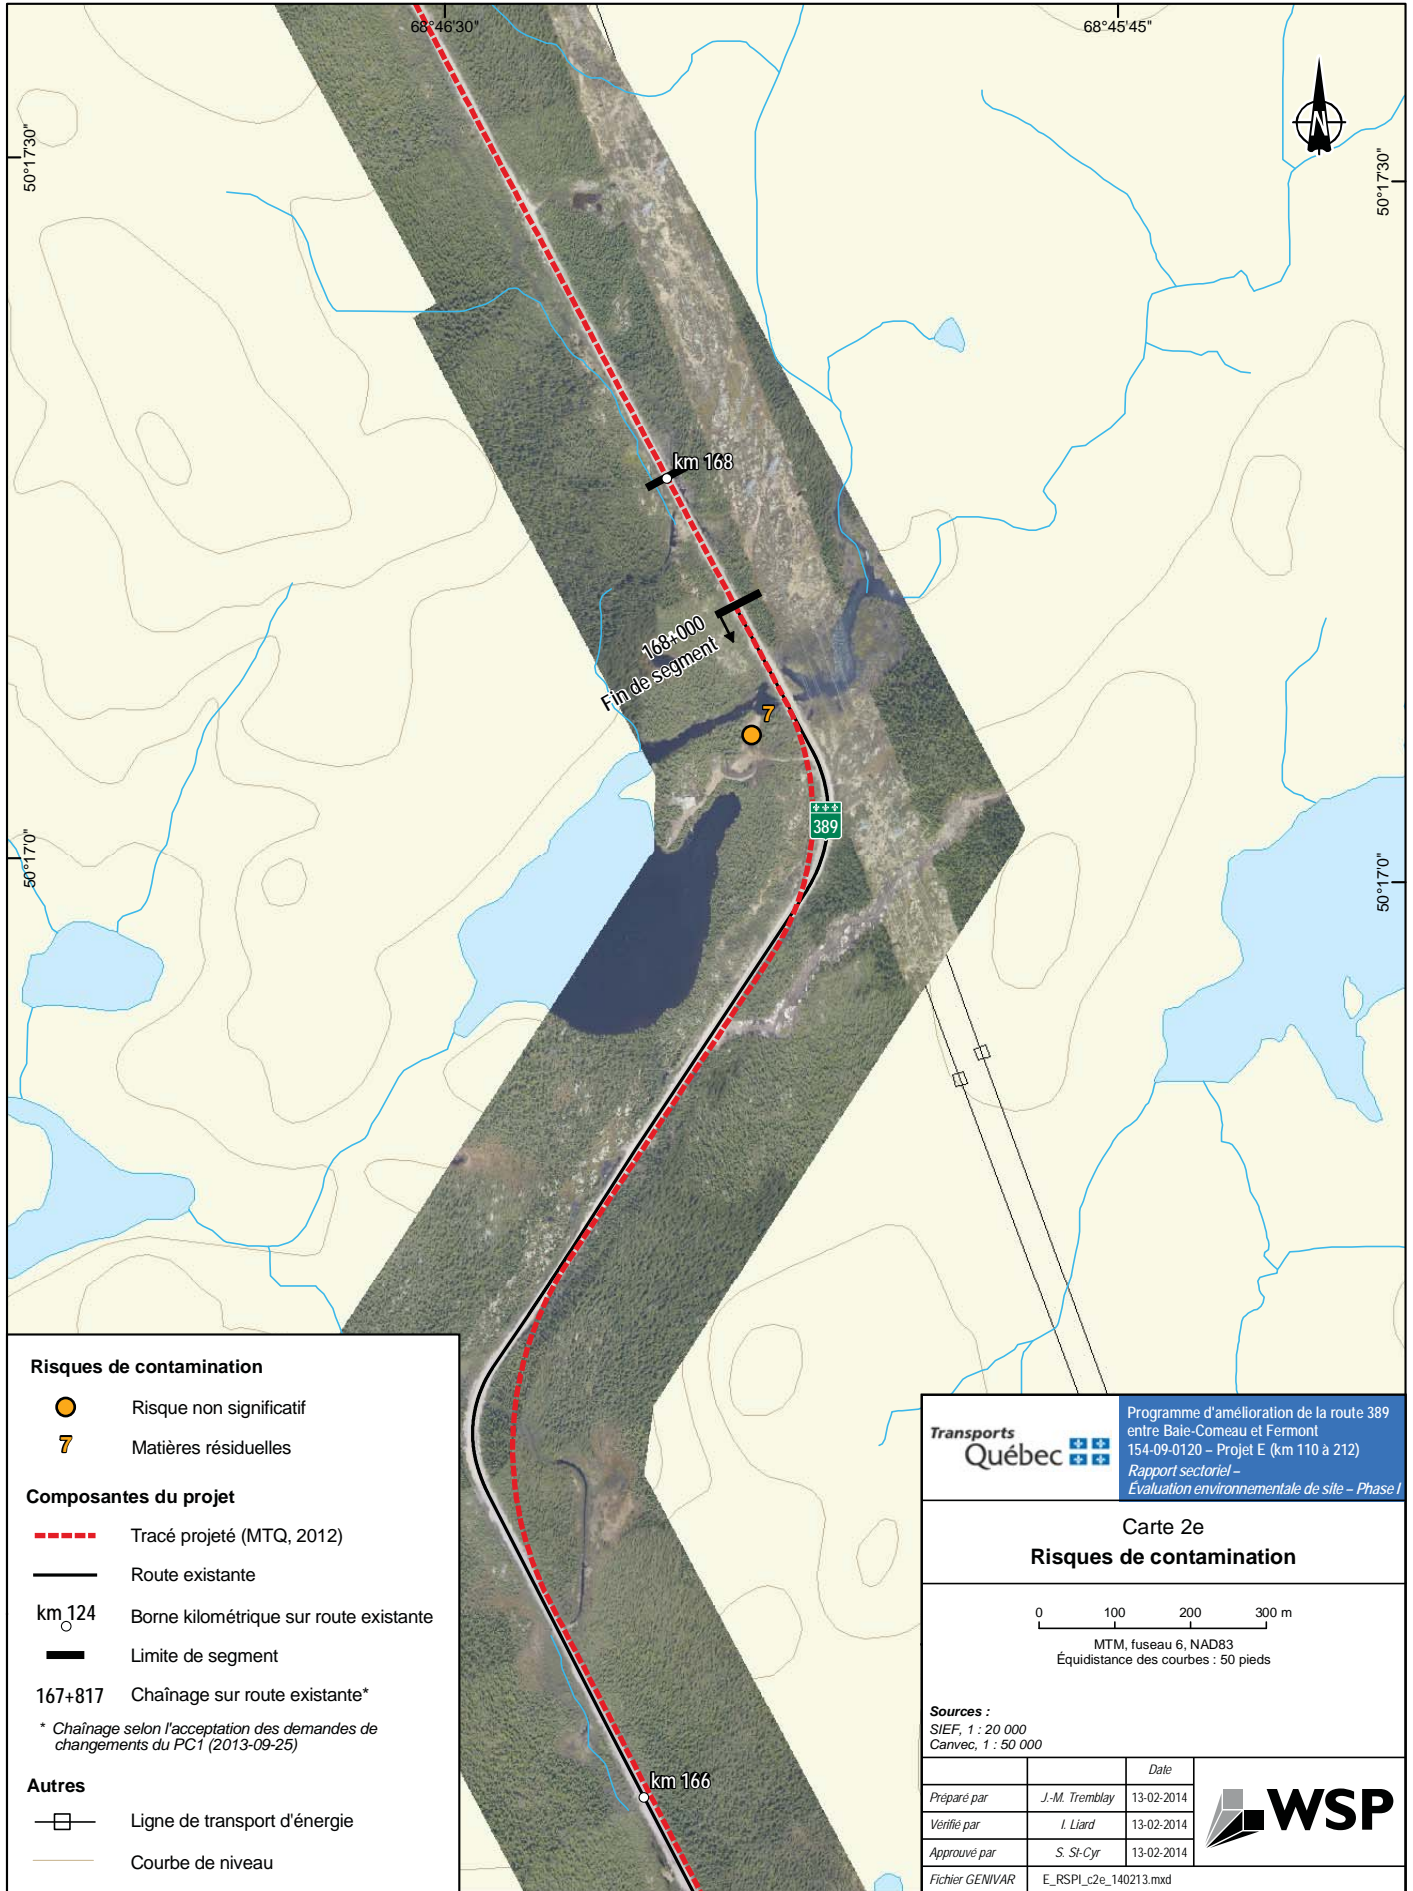 68°46'30"
68°45'45"
50°17'30"
50°17'30"
N
km 168
168+000
Fin de segment
7
389
50°17'0"
50°17'0"
km 166
Risques de contamination
Risque non significatif
7 Matières résiduelles
Composantes du projet
Tracé projeté (MTQ, 2012)
Route existante
km 124 Borne kilométrique sur route existante
Limite de segment
167+817 Chaînage sur route existante*
* Chaînage selon l'acceptation des demandes de
changements du PC1 (2013-09-25)
Autres
Ligne de transport d'énergie
Courbe de niveau
Transports
Québec
Programme d'amélioration de la route 389
entre Baie-Comeau et Fermont
154-09-0120 – Projet E (km 110 à 212)
Rapport sectoriel –
Évaluation environnementale de site – Phase I
Carte 2e
Risques de contamination
0 100 200 300 m
MTM, fuseau 6, NAD83
Équidistance des courbes : 50 pieds
Sources :
SIEF, 1 : 20 000
Canvec, 1 : 50 000
Date
Préparé par J.-M. Tremblay 13-02-2014
Vérifié par I. Liard 13-02-2014
Approuvé par S. St-Cyr 13-02-2014
Fichier GENIVAR E_RSPI_c2e_140213.mxd
WSP